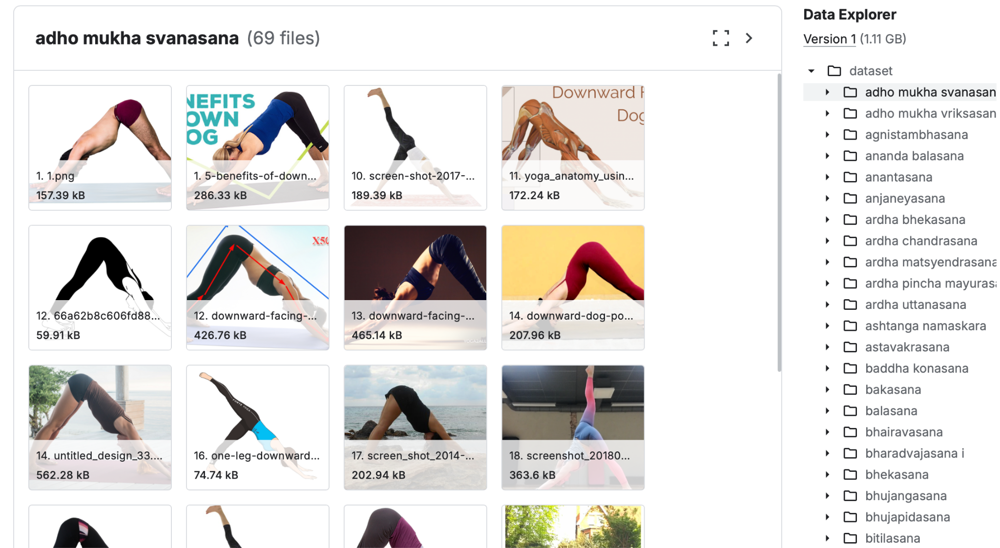 adho mukha svanasana (69 files)
NEFITS
OWN
OG
1. 1.png
157.39 kB
1. 5-benefits-of-down...
286.33 kB
10. screen-shot-2017-...
189.39 kB
Downward F
Dog
11. yoga_anatomy_usin...
172.24 kB
12. 66a62b8c606fd88...
59.91 kB
X50
12. downward-facing-...
426.76 kB
13. downward-facing-...
465.14 kB
YOGA2ALL
14. downward-dog-po...
207.96 kB
14. untitled_design_33....
562.28 kB
FORTE YOGA
16. one-leg-downward...
74.74 kB
17. screen_shot_2014-...
202.94 kB
18. screenshot_20180...
363.6 kB
Data Explorer
Version 1 (1.11 GB)
dataset
adho mukha svanasan
adho mukha vriksasan
agnistambhasana
ananda balasana
anantasana
anjaneyasana
ardha bhekasana
ardha chandrasana
ardha matsyendrasana
ardha pincha mayurasa
ardha uttanasana
ashtanga namaskara
astavakrasana
baddha konasana
bakasana
balasana
bhairavasana
bharadvajasana i
bhekasana
bhujangasana
bhujapidasana
bitilasana